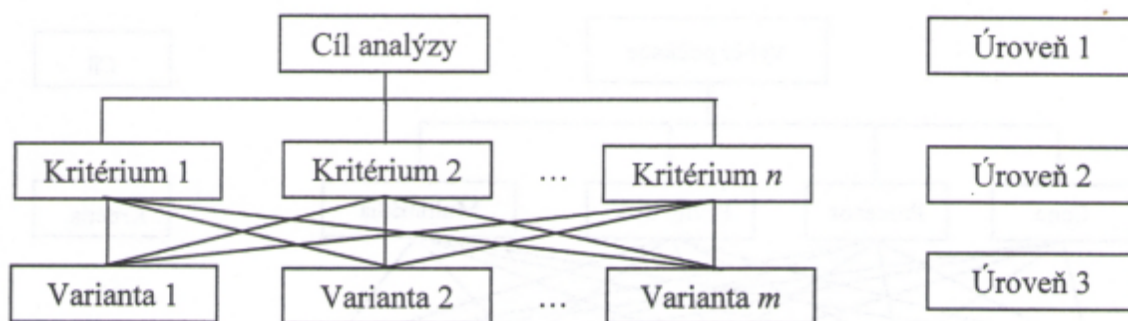 Cíl analýzy Úroveň 1
Kritérium 1 Kritérium 2 ... Kritérium n Úroveň 2
Varianta 1 Varianta 2 ... Varianta m Úroveň 3